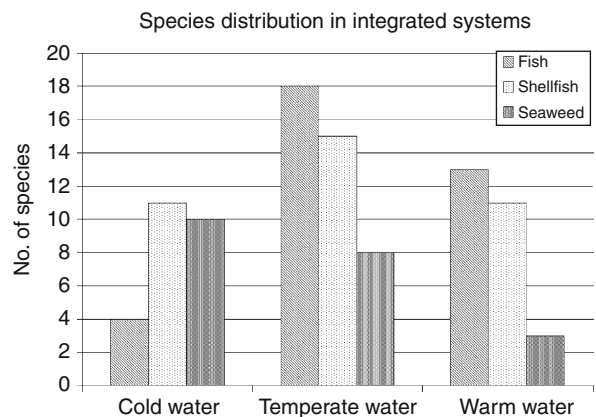 Species distribution in integrated systems
20
18
16
14
12
10
8
6
4
2
0
No. of species
Fish
Shellfish
Seaweed
Cold water Temperate water Warm water